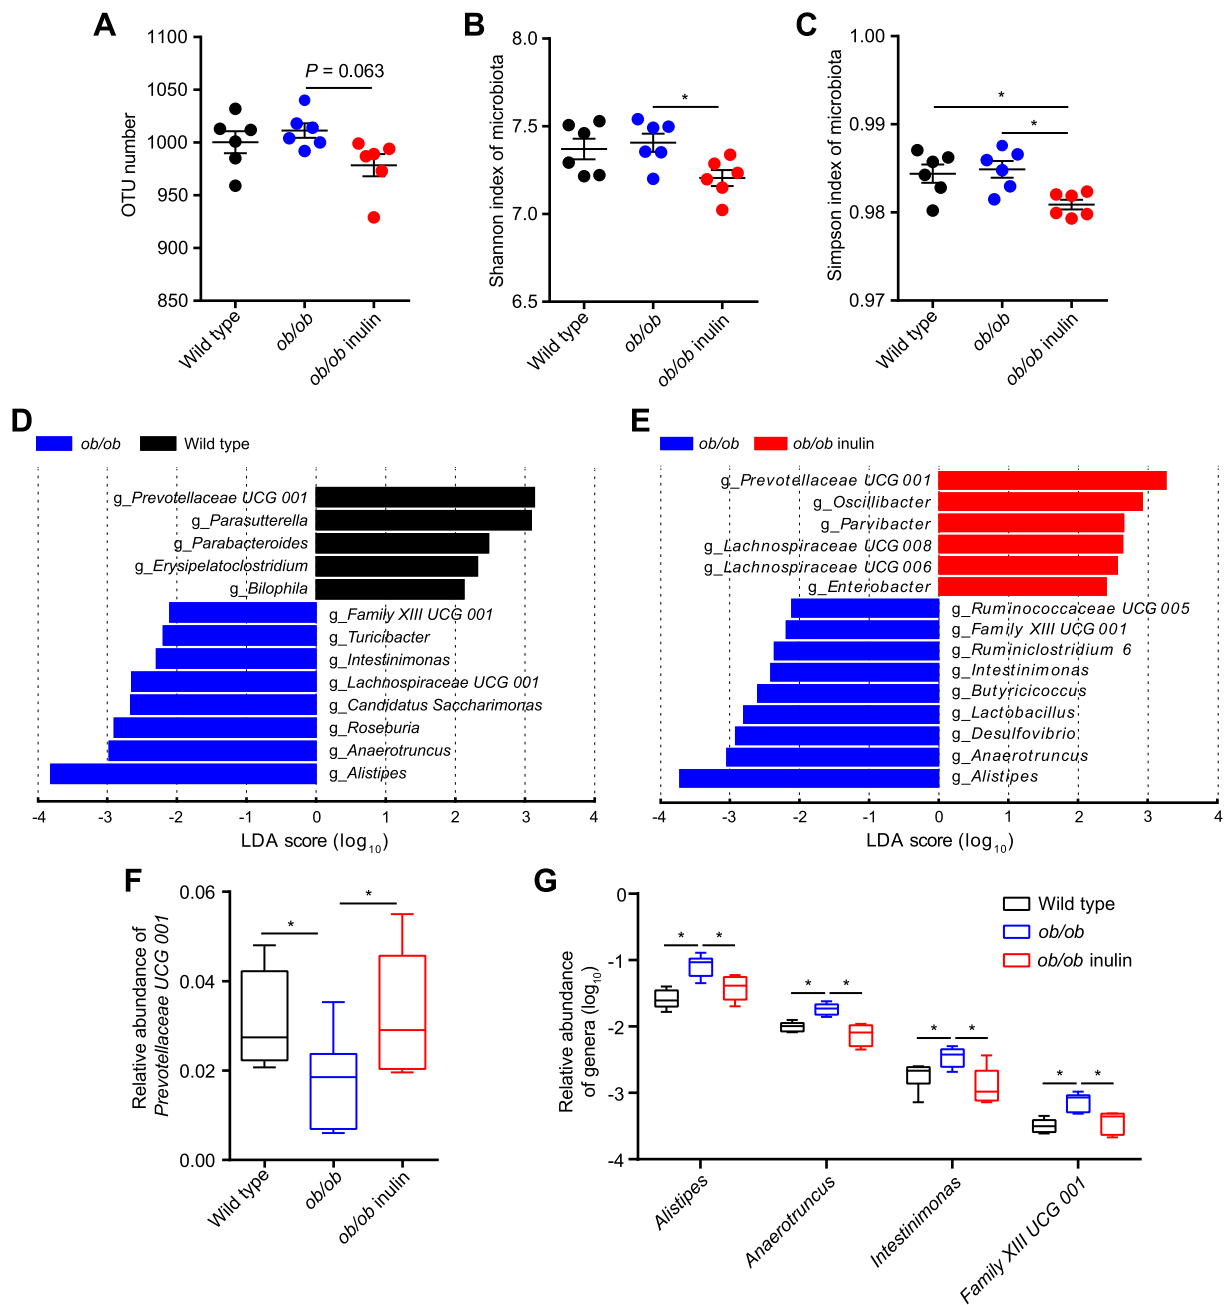 A
1100
1050
1000
950
900
850
OTU number
P = 0.063
Wild type
ob/ob
ob/ob inulin
B
8.0
7.5
7.0
6.5
Shannon index of microbiota
*
Wild type
ob/ob
ob/ob inulin
C
1.00
0.99
0.98
0.97
Simpson index of microbiota
*
*
Wild type
ob/ob
ob/ob inulin
D
ob/ob
Wild type
g_Prevotellaceae UCG 001
g_Parasutterella
g_Parabacteroides
g_Erysipelatoclostridium
g_Bilophila
g_Family XIII UCG 001
g_Turicibacter
g_Intestinimonas
g_Lachnospiraceae UCG 001
g_Candidatus Saccharimonas
g_Roseburia
g_Anaerotruncus
g_Alistipes
-4 -3 -2 -1 0 1 2 3 4
LDA score (log10)
E
ob/ob
ob/ob inulin
g_Prevotellaceae UCG 001
g_Oscillibacter
g_Parvibacter
g_Lachnospiraceae UCG 008
g_Lachnospiraceae UCG 006
g_Enterobacter
g_Ruminococcaceae UCG 005
g_Family XIII UCG 001
g_Ruminiclostridium 6
g_Intestinimonas
g_Butyricicoccus
g_Lactobacillus
g_Desulfovibrio
g_Anaerotruncus
g_Alistipes
-4 -3 -2 -1 0 1 2 3 4
LDA score (log10)
F
0.06
0.04
0.02
0.00
Relative abundance of
Prevotellaceae UCG 001
*
*
Wild type
ob/ob
ob/ob inulin
G
0
-1
-2
-3
-4
Relative abundance
of genera (log10)
Wild type
ob/ob
ob/ob inulin
* *
* *
* *
* *
Alistipes
Anaerotruncus
Intestinimonas
Family XIII UCG 001